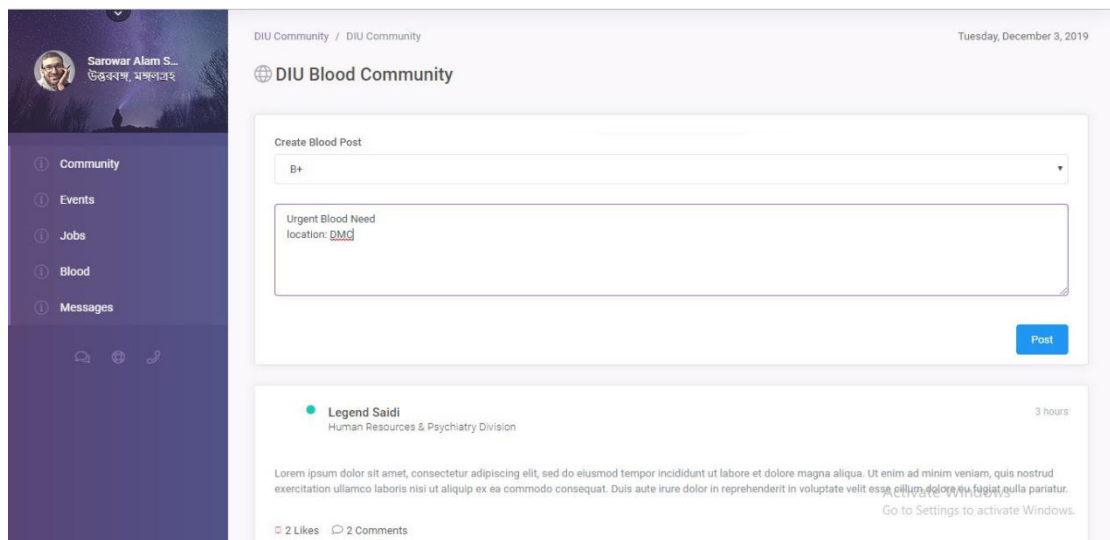 Sarowar Alam S...
উত্তরবঙ্গ, মঙ্গলগ্রহ
Community
Events
Jobs
Blood
Messages
DIU Community / DIU Community
Tuesday, December 3, 2019
DIU Blood Community
Create Blood Post
B+
Urgent Blood Need
location: DMC
Post
Legend Saidi
3 hours
Human Resources & Psychiatry Division
Lorem ipsum dolor sit amet, consectetur adipiscing elit, sed do eiusmod tempor incididunt ut labore et dolore magna aliqua. Ut enim ad minim veniam, quis nostrud
exercitation ullamco laboris nisi ut aliquip ex ea commodo consequat. Duis aute irure dolor in reprehenderit in voluptate velit esse cillum dolore eu fugiat nulla pariatur.
Activate Windows
Go to Settings to activate Windows.
2 Likes 2 Comments